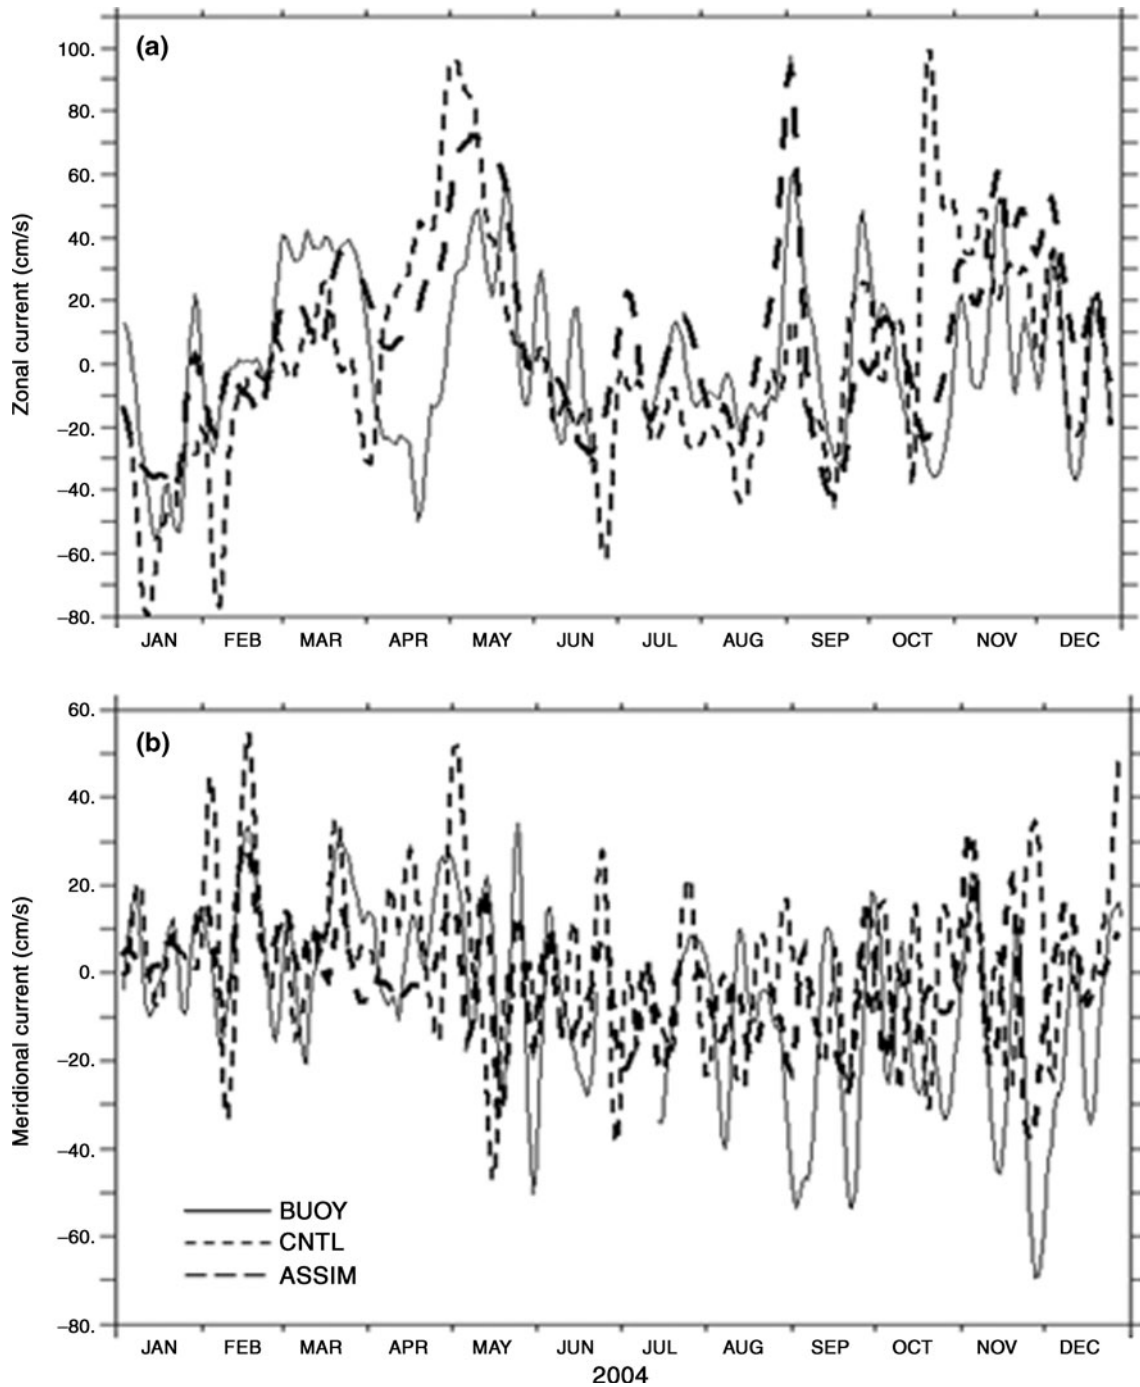 (a)
Zonal current (cm/s)
100.
80.
60.
40.
20.
0.
−20.
−40.
−60.
−80.
JAN FEB MAR APR MAY JUN JUL AUG SEP OCT NOV DEC
(b)
Meridional current (cm/s)
60.
40.
20.
0.
−20.
−40.
−60.
−80.
BUOY
CNTL
ASSIM
JAN FEB MAR APR MAY JUN JUL AUG SEP OCT NOV DEC
2004